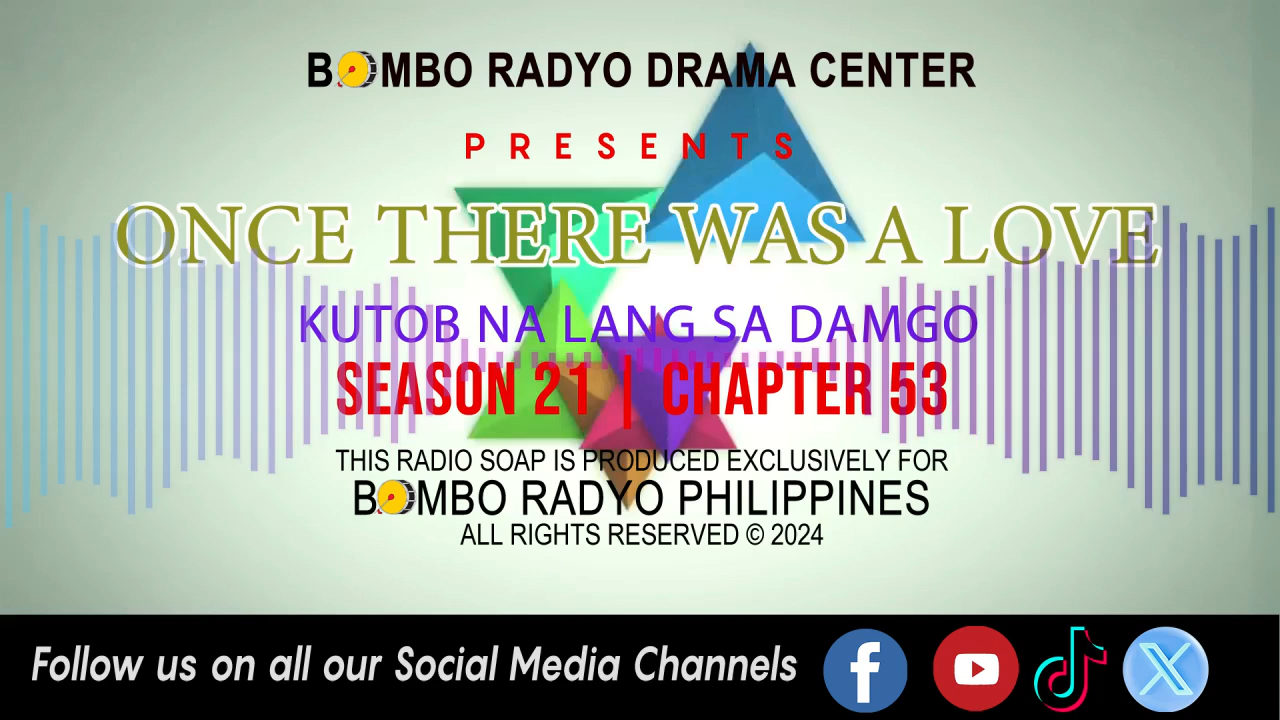 BOMBO RADYO DRAMA CENTER
PRESENTS
ONCE THERE WAS A LOVE
KUTOB NA LANG SA DAMGO
SEASON 21 | CHAPTER 53
THIS RADIO SOAP IS PRODUCED EXCLUSIVELY FOR
BOMBO RADYO PHILIPPINES
ALL RIGHTS RESERVED © 2024
Follow us on all our Social Media Channels